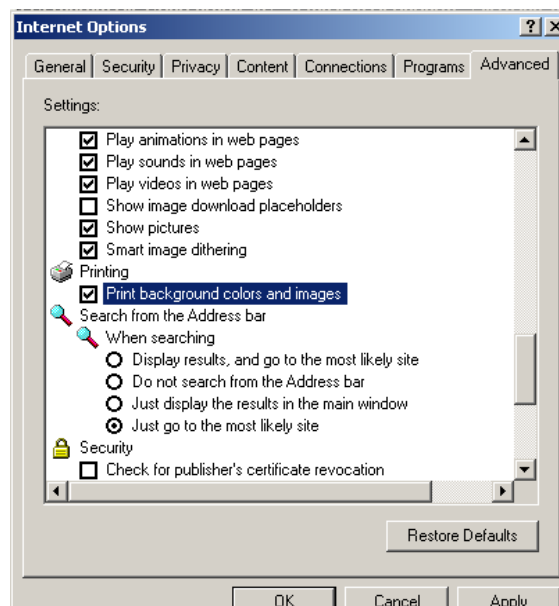 Internet Options
General Security Privacy Content Connections Programs Advanced
Settings:
Play animations in web pages
Play sounds in web pages
Play videos in web pages
Show image download placeholders
Show pictures
Smart image dithering
Printing
Print background colors and images
Search from the Address bar
When searching
Display results, and go to the most likely site
Do not search from the Address bar
Just display the results in the main window
Just go to the most likely site
Security
Check for publisher's certificate revocation
Restore Defaults
OK Cancel Apply